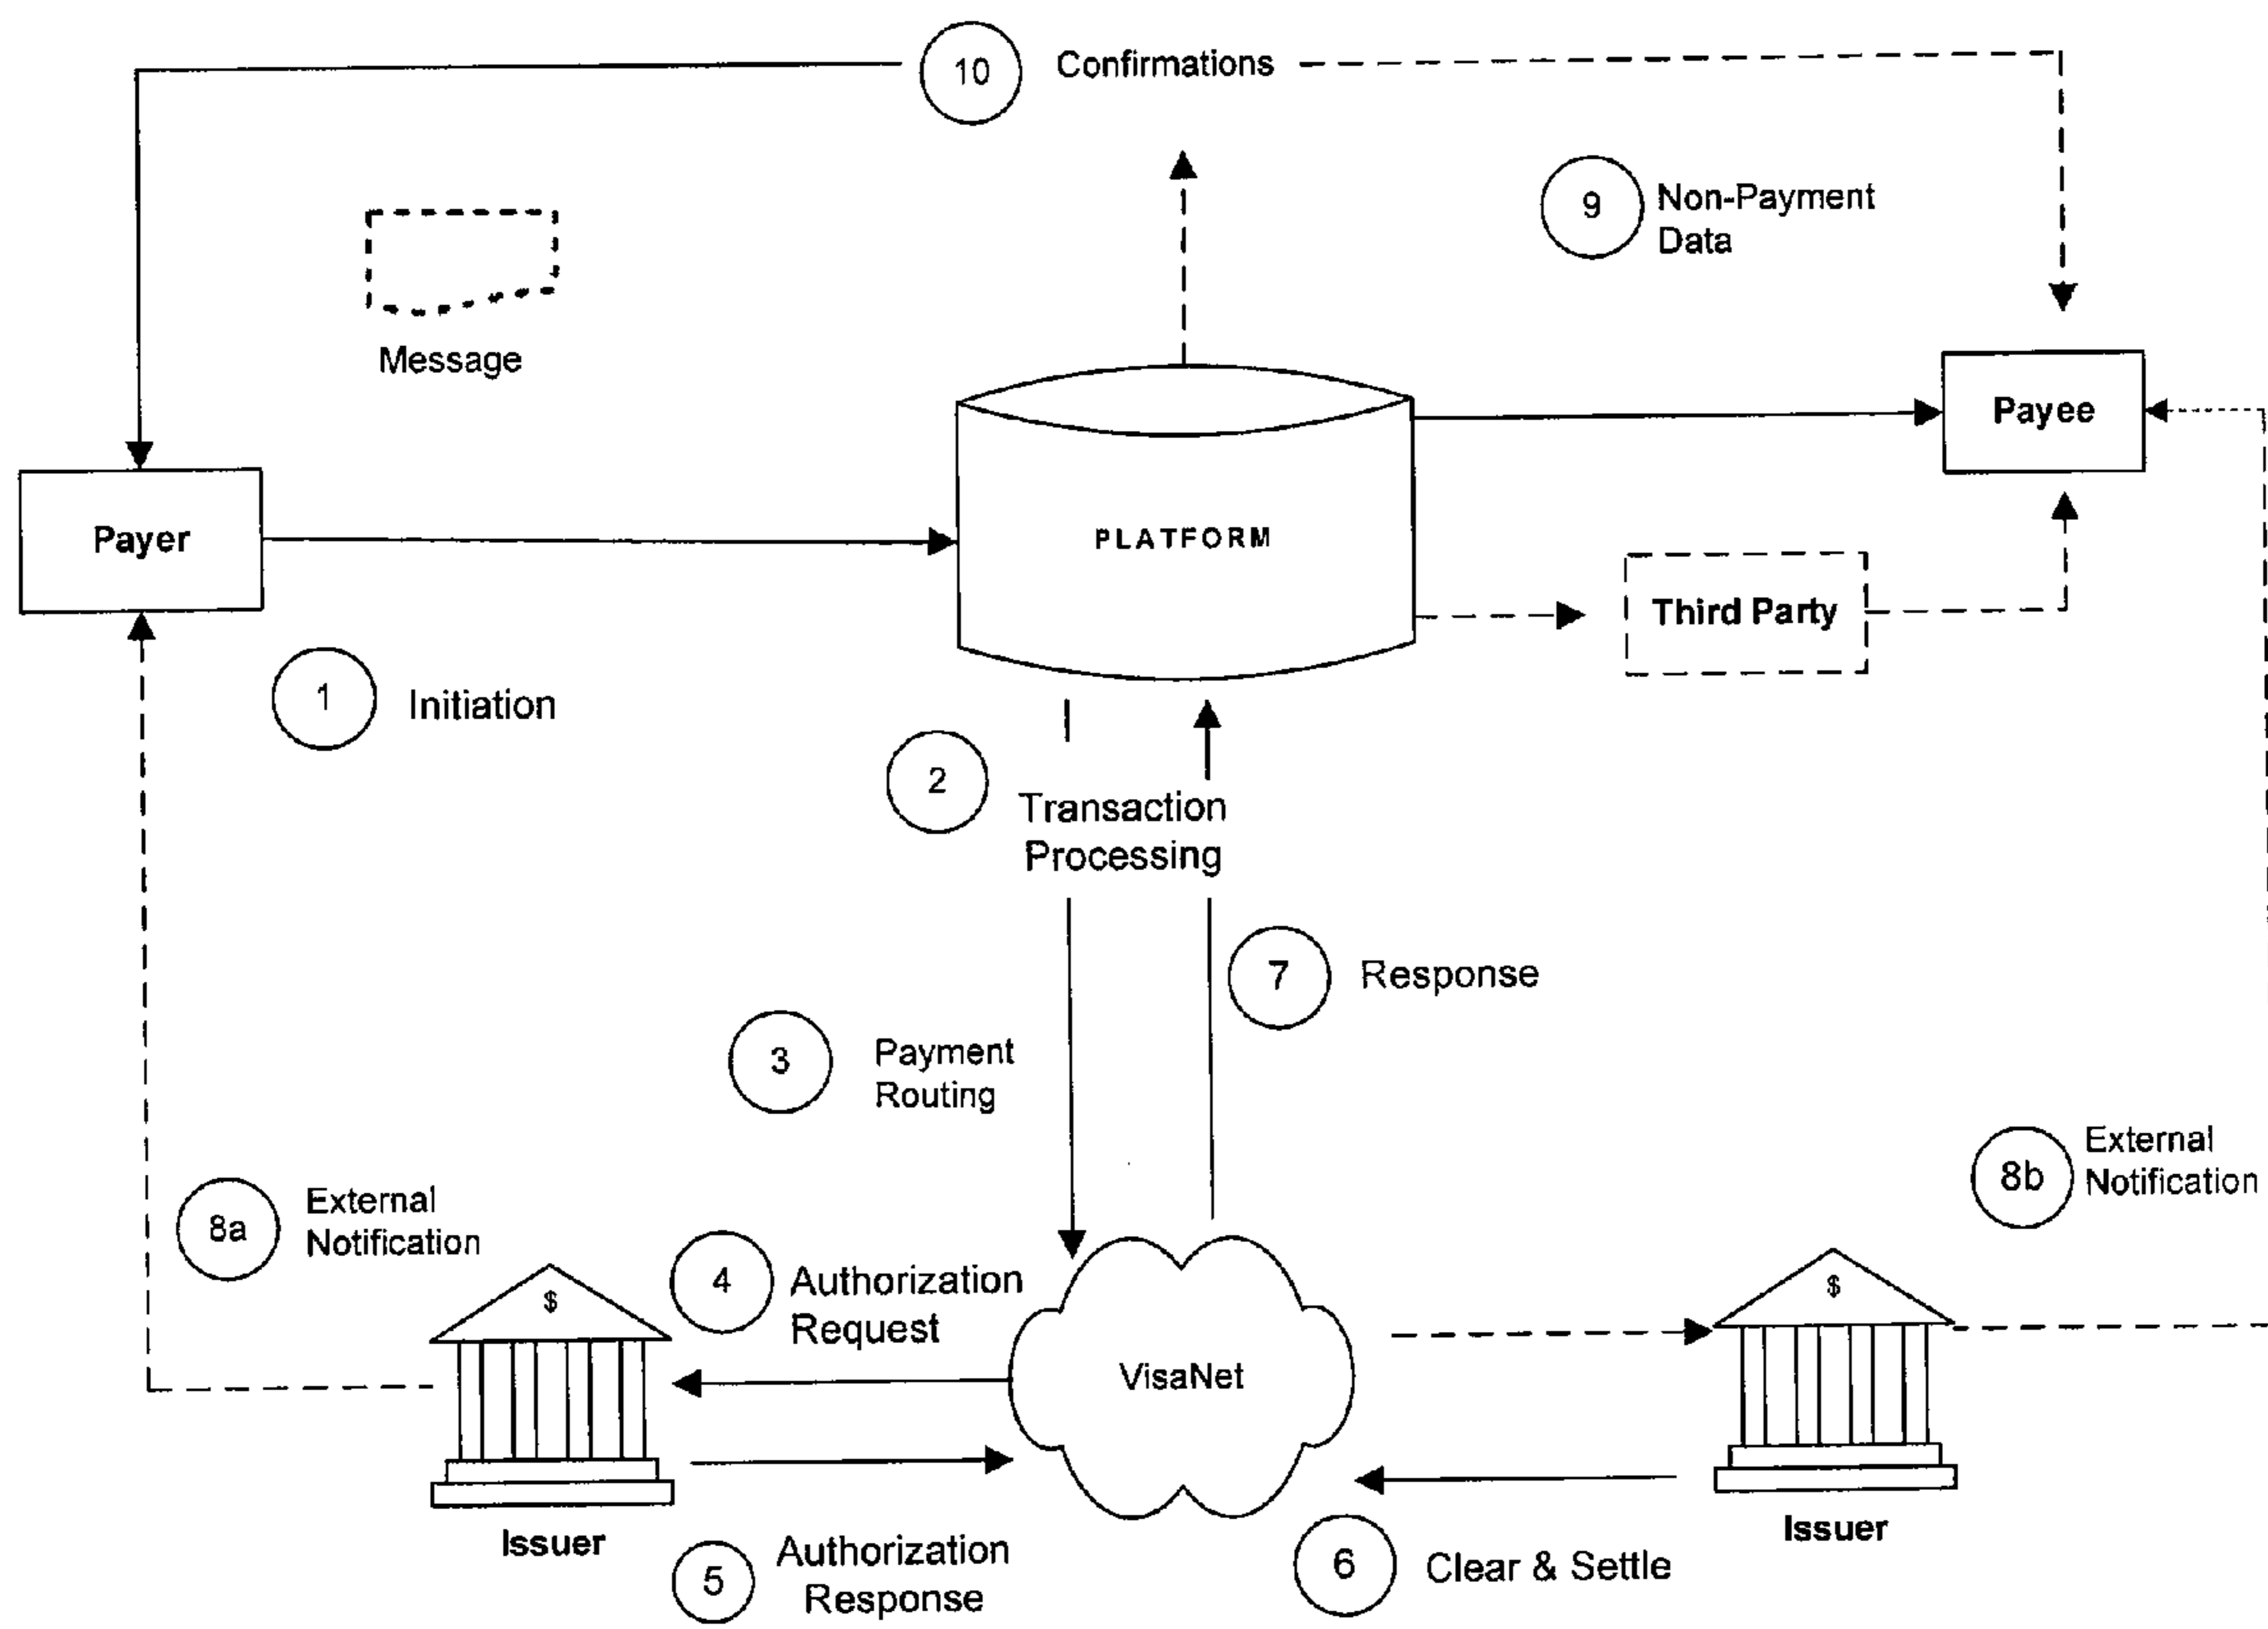 10 Confirmations
9 Non-Payment
Data
Message
Payee
Payer
PLATFORM
Third Party
1 Initiation
2
Transaction
Processing
7 Response
3 Payment
Routing
8b External
Notification
8a External
Notification
4 Authorization
Request
$
$
VisaNet
Issuer
Issuer
5 Authorization
Response
6 Clear & Settle